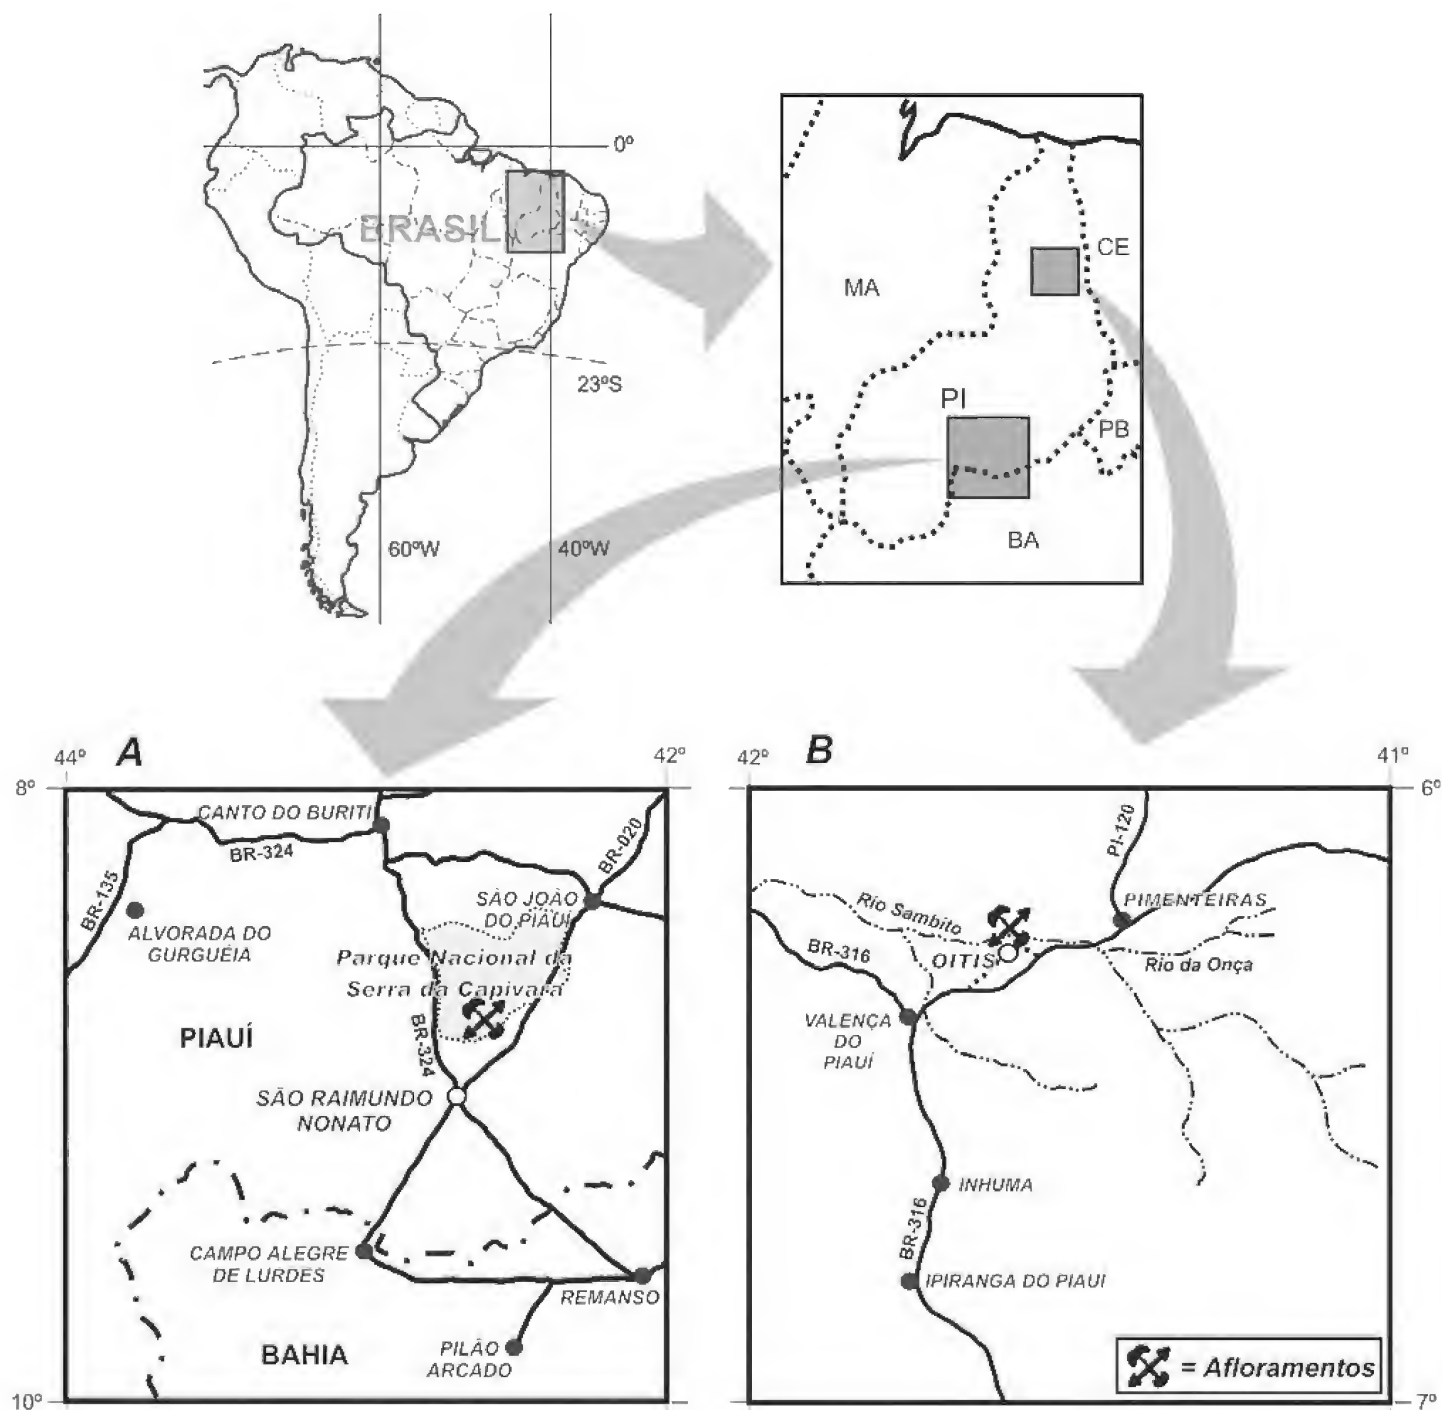 0º
BRASIL
23ºS
60ºW
40ºW
MA
CE
PI
PB
BA
A
44º
42º
8º
10º
CANTO DO BURITI
BR-324
BR-020
BR-135
SÃO JOÃO
DO PIAUÍ
ALVORADA DO
GURGUÉIA
Parque Nacional da
Serra da Capivara
BR-324
PIAUÍ
SÃO RAIMUNDO
NONATO
CAMPO ALEGRE
DE LURDES
REMANSO
PILÃO
ARCADO
BAHIA
B
42º
41º
6º
7º
PI-120
PIMENTEIRAS
Rio Sambito
OITIS
BR-316
Rio da Onça
VALENÇA
DO
PIAUÍ
INHUMA
BR-316
IPIRANGA DO PIAUI
= Afloramentos